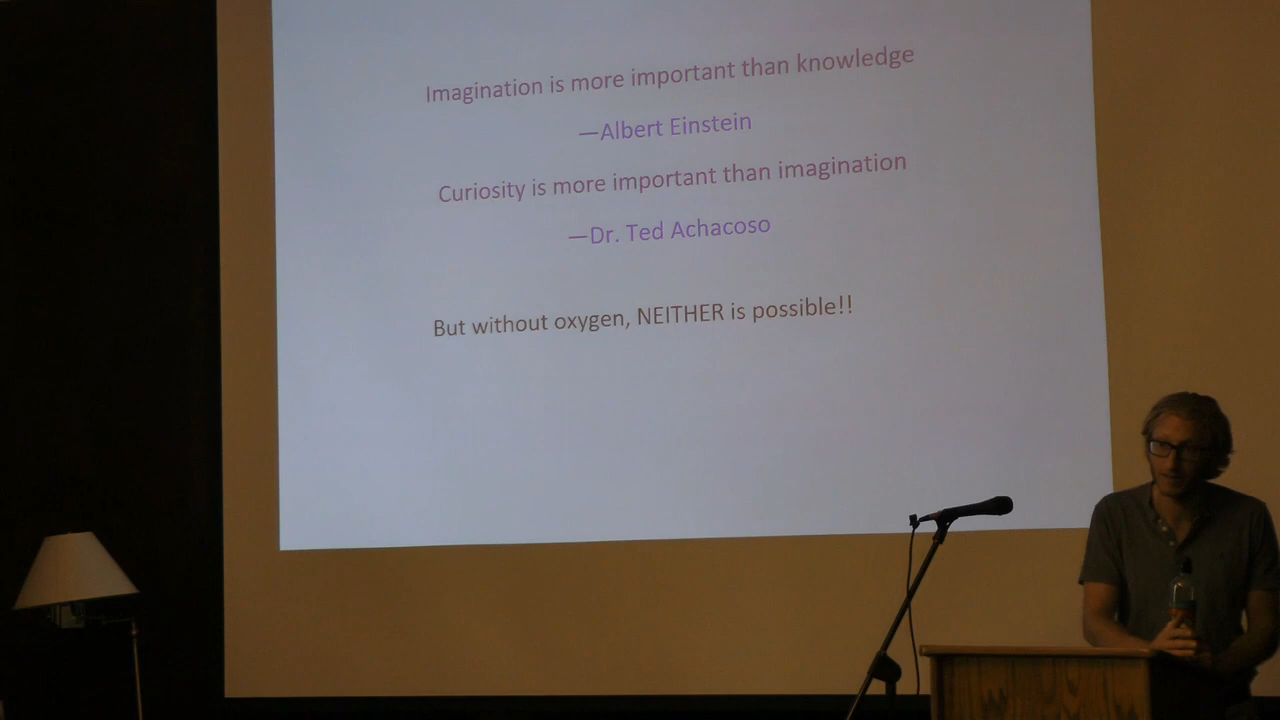 Imagination is more important than knowledge
—Albert Einstein
Curiosity is more important than imagination
—Dr. Ted Achacoso
But without oxygen, NEITHER is possible!!